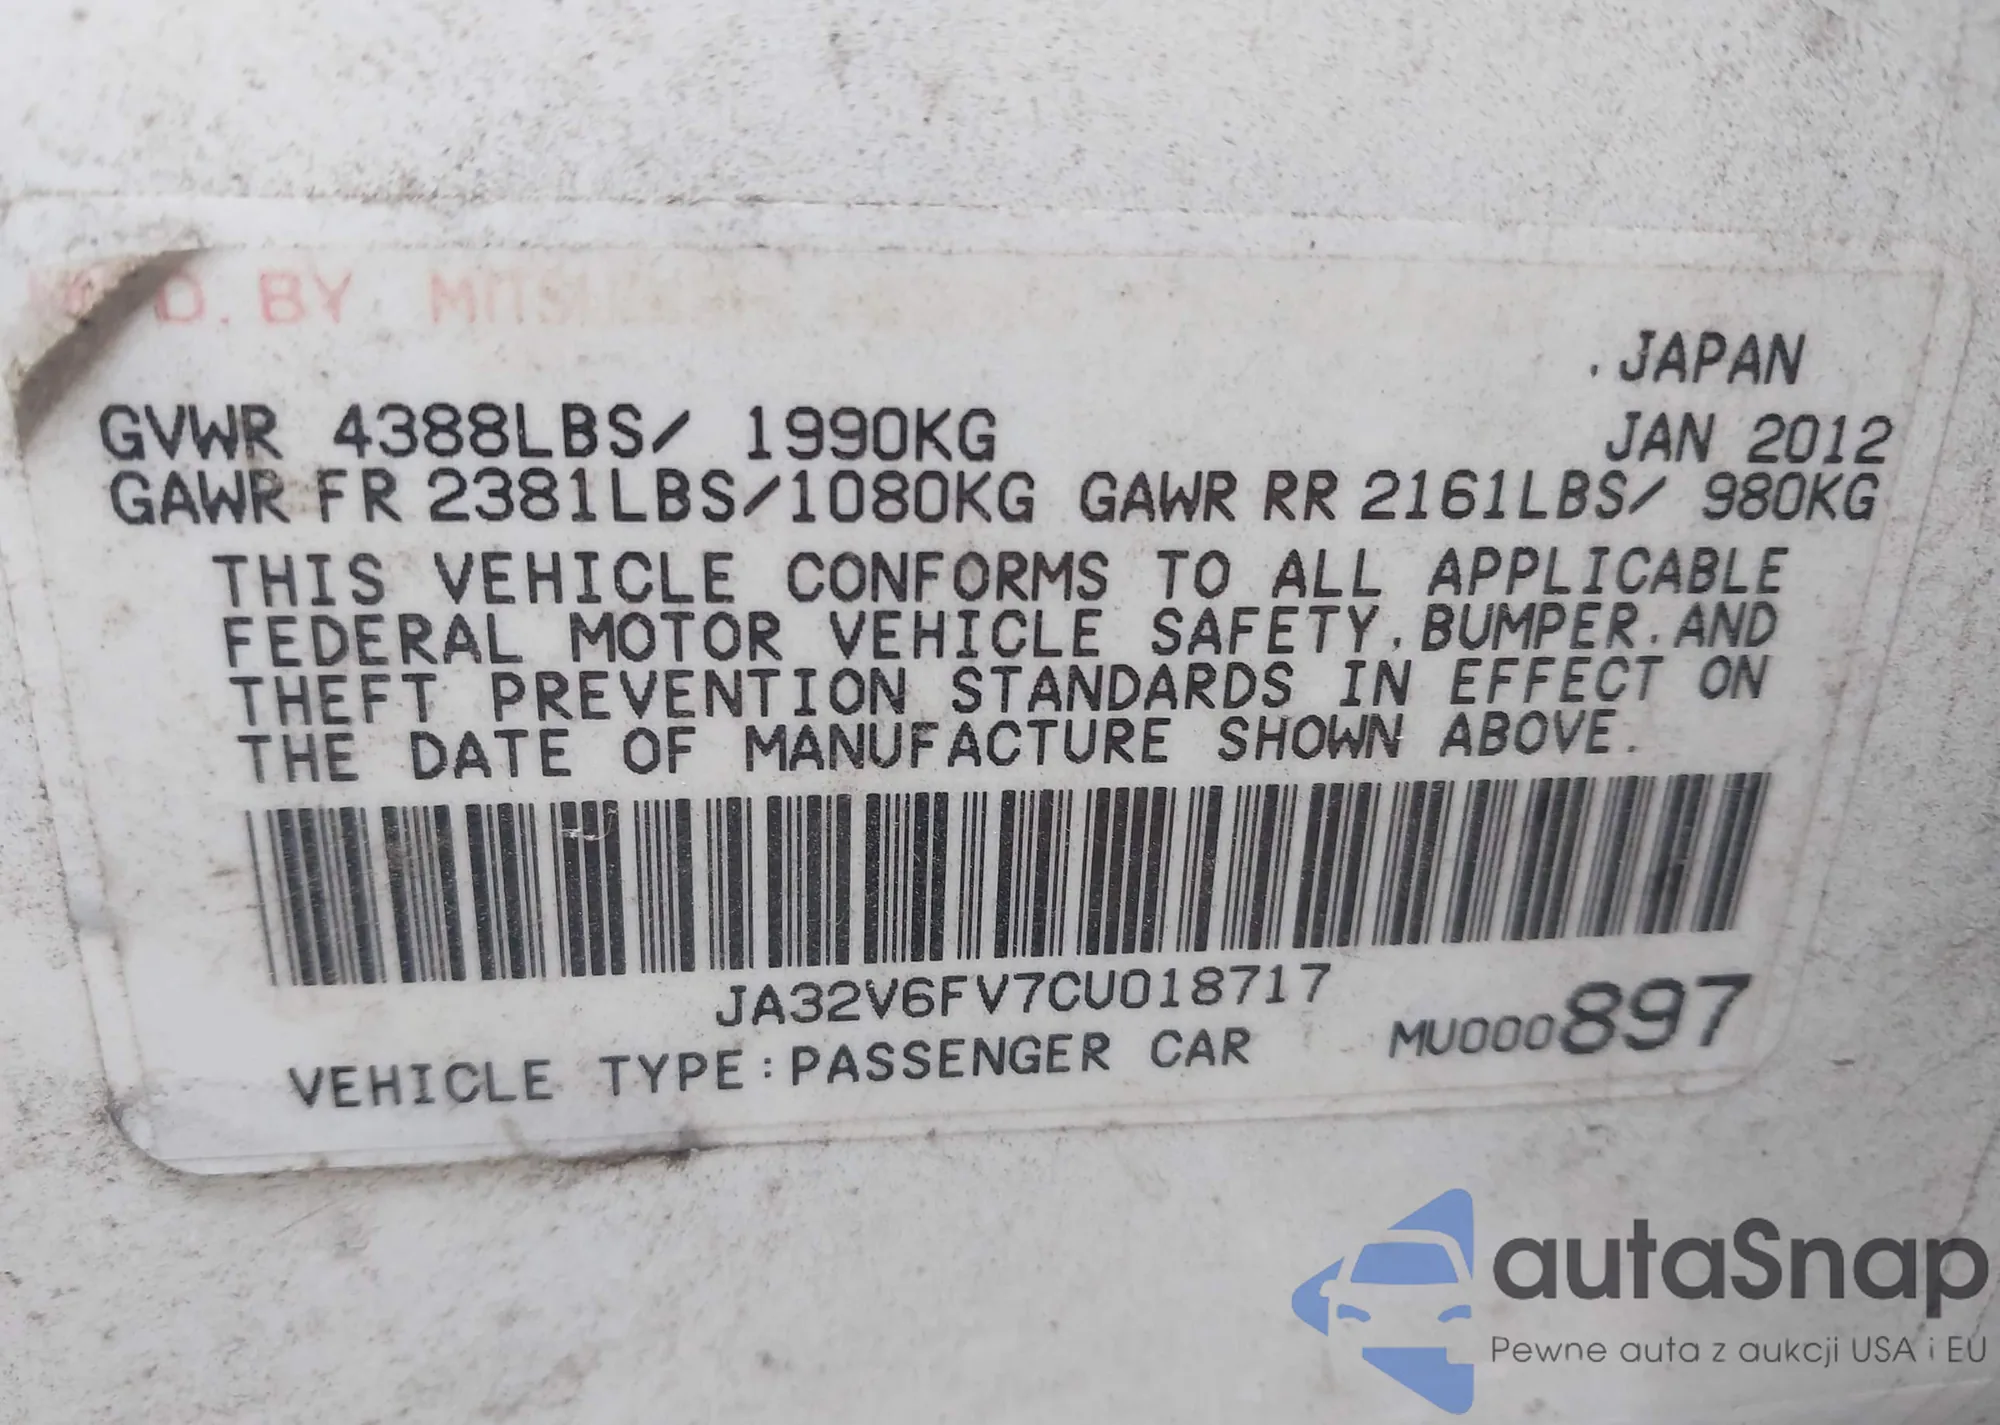 D. BY MITS
. JAPAN
GVWR 4388LBS/ 1990KG
JAN 2012
GAWR FR 2381LBS/1080KG GAWR RR 2161LBS/ 980KG
THIS VEHICLE CONFORMS TO ALL APPLICABLE
FEDERAL MOTOR VEHICLE SAFETY, BUMPER, AND
THEFT PREVENTION STANDARDS IN EFFECT ON
THE DATE OF MANUFACTURE SHOWN ABOVE.
JA32V6FV7CU018717
MU000897
VEHICLE TYPE:PASSENGER CAR
autaSnap
Pewne auta z aukcji USA i EU